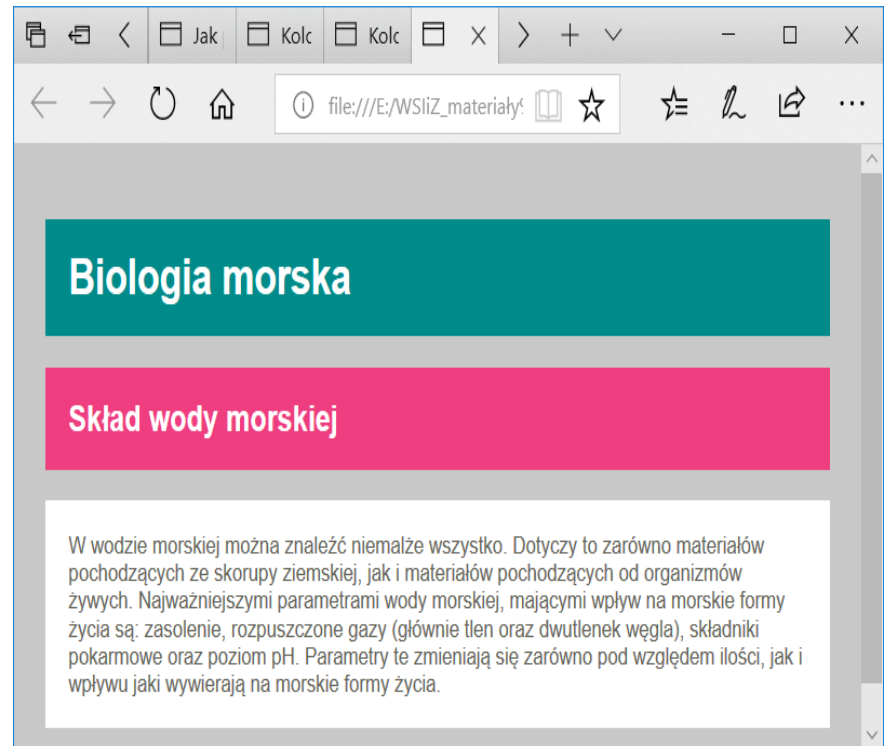 Jak
Kolc
Kolc
file:///E:/WSIiZ_materiały
Biologia morska
Skład wody morskiej
W wodzie morskiej można znaleźć niemalże wszystko. Dotyczy to zarówno materiałów
pochodzących ze skorupy ziemskiej, jak i materiałów pochodzących od organizmów
żywych. Najważniejszymi parametrami wody morskiej, mającymi wpływ na morskie formy
życia są: zasolenie, rozpuszczone gazy (głównie tlen oraz dwutlenek węgla), składniki
pokarmowe oraz poziom pH. Parametry te zmieniają się zarówno pod względem ilości, jak i
wpływu jaki wywierają na morskie formy życia.